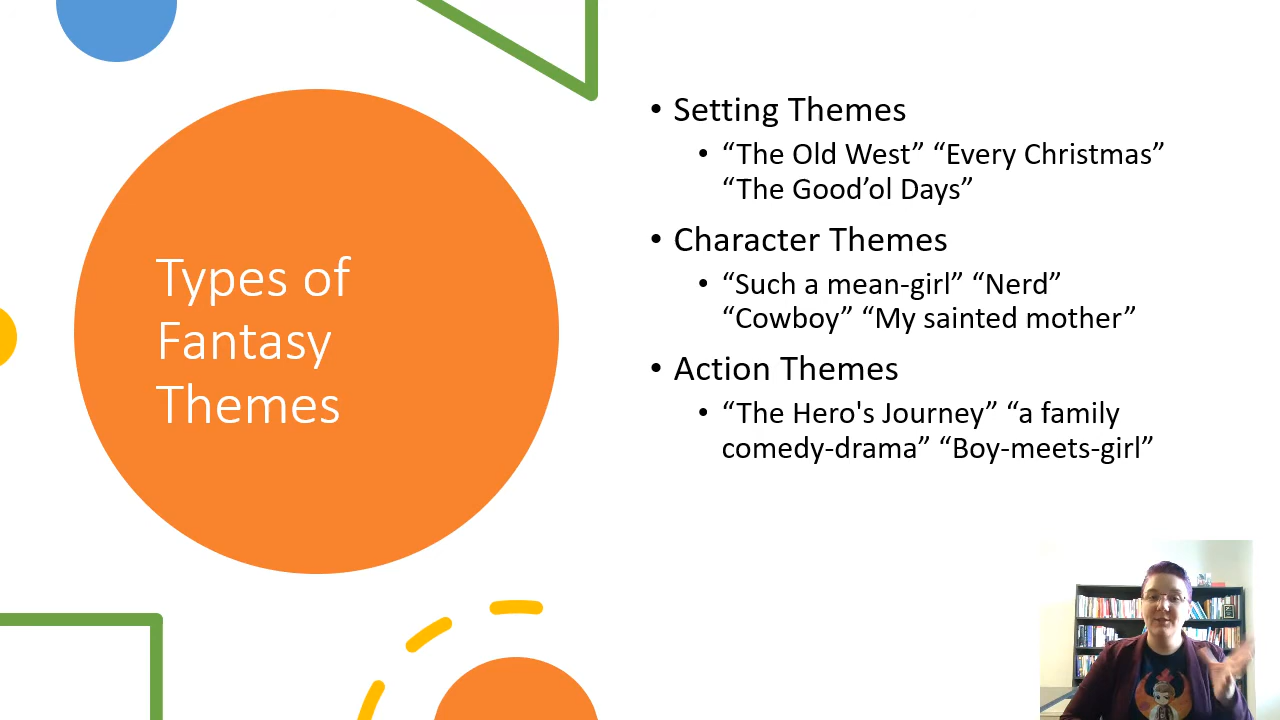 Types of
Fantasy
Themes
• Setting Themes
• “The Old West” “Every Christmas”
“The Good’ol Days”
• Character Themes
• “Such a mean-girl” “Nerd”
“Cowboy” “My sainted mother”
• Action Themes
• “The Hero's Journey” “a family
comedy-drama” “Boy-meets-girl”